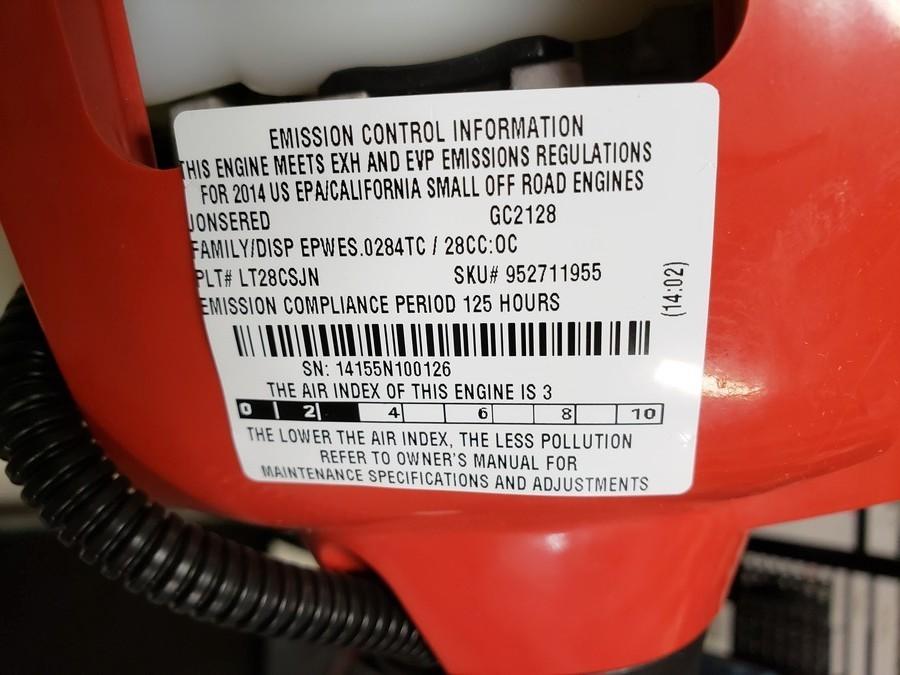 EMISSION CONTROL INFORMATION
THIS ENGINE MEETS EXH AND EVP EMISSIONS REGULATIONS
FOR 2014 US EPA/CALIFORNIA SMALL OFF ROAD ENGINES
JONSERED GC2128
FAMILY/DISP EPWES.0284TC / 28CC:OC
PLT# LT28CSJN SKU# 952711955
EMISSION COMPLIANCE PERIOD 125 HOURS
(14:02)
SN: 14155N100126
THE AIR INDEX OF THIS ENGINE IS 3
0 2 4 6 8 10
THE LOWER THE AIR INDEX, THE LESS POLLUTION
REFER TO OWNER'S MANUAL FOR
MAINTENANCE SPECIFICATIONS AND ADJUSTMENTS